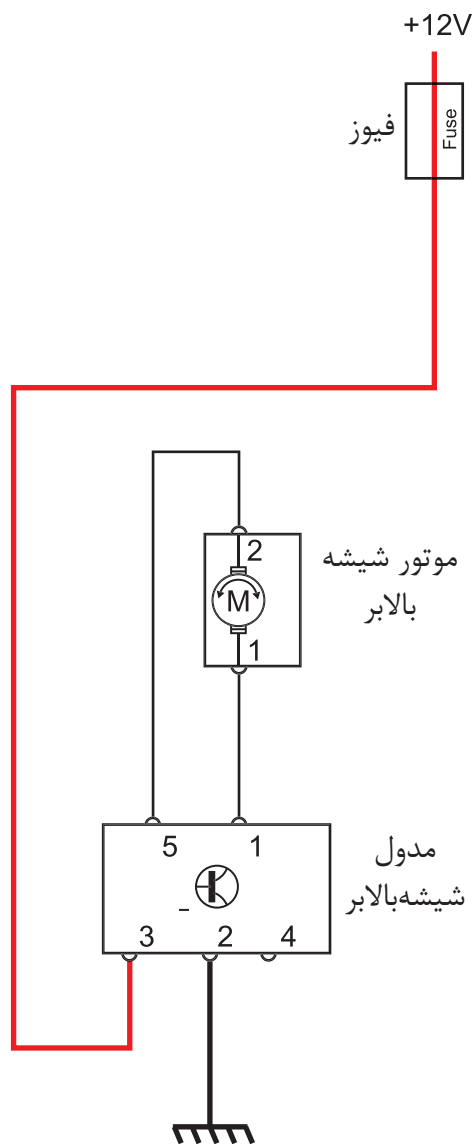 +12V
فیوز
Fuse
2
موتور شیشه
بالابر
M
1
5 1
مدول
شیشه‌بالابر
-
3 2 4